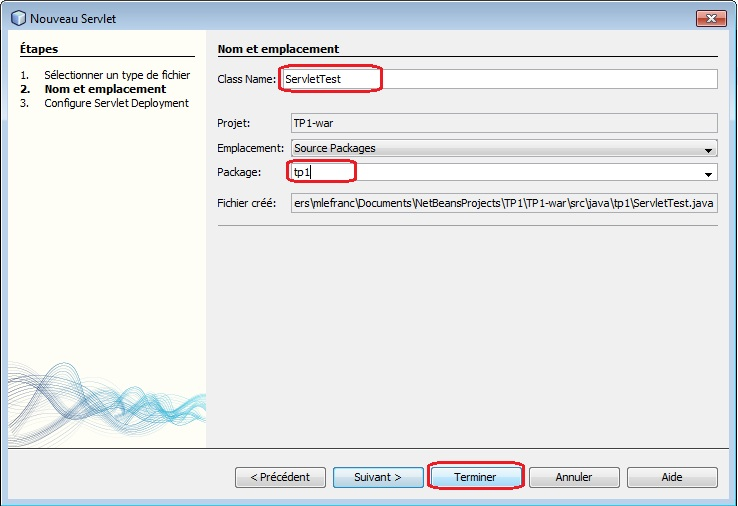 Nouveau Servlet
Étapes
1. Sélectionner un type de fichier
2. Nom et emplacement
3. Configure Servlet Deployment
Nom et emplacement
Class Name: ServletTest
Projet: TP1-war
Emplacement: Source Packages
Package: tp1
Fichier créé: ers\mlefranc\Documents\NetBeansProjects\TP1\TP1-war\src\java\tp1\ServletTest.java
< Précédent Suivant > Terminer Annuler Aide